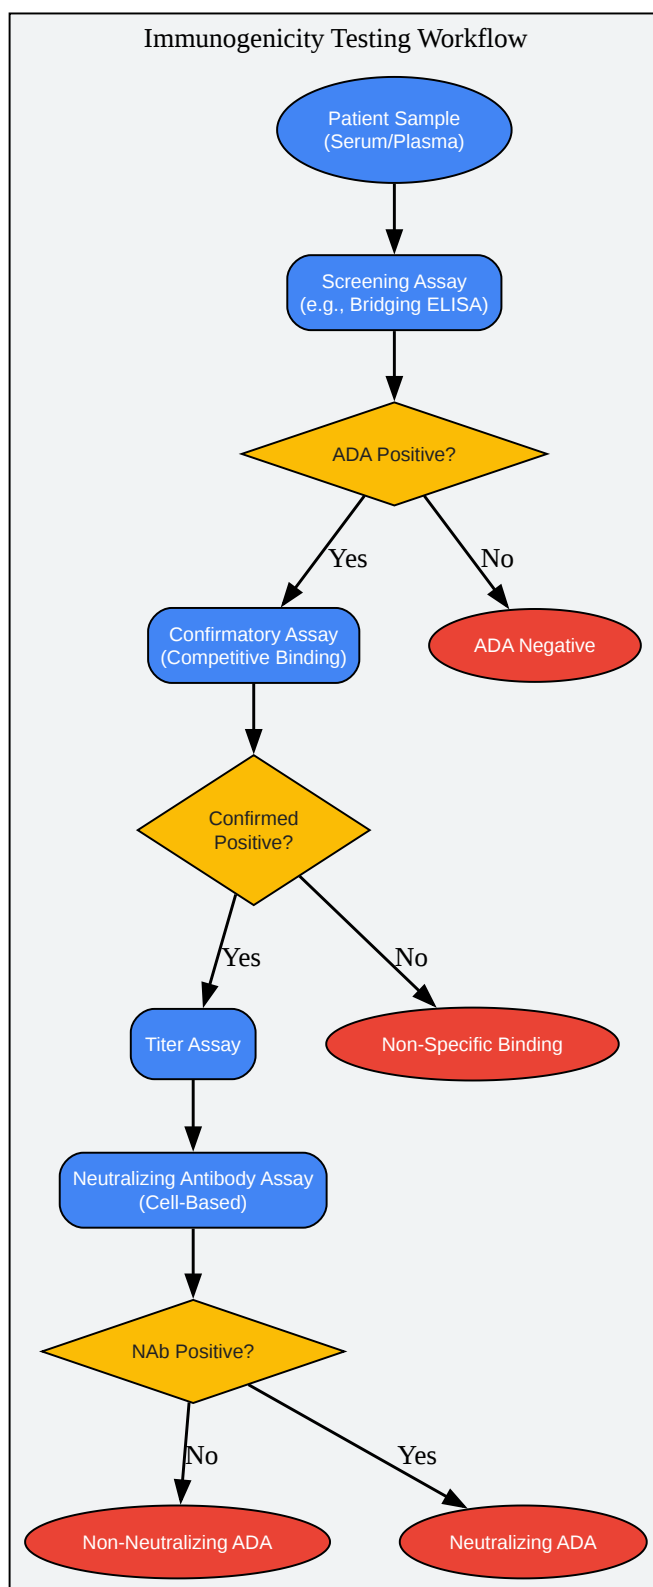 Immunogenicity Testing Workflow
Patient Sample
(Serum/Plasma)
Screening Assay
(e.g., Bridging ELISA)
ADA Positive?
Yes
No
Confirmatory Assay
(Competitive Binding)
ADA Negative
Confirmed
Positive?
Yes
No
Titer Assay
Non-Specific Binding
Neutralizing Antibody Assay
(Cell-Based)
NAb Positive?
No
Yes
Non-Neutralizing ADA
Neutralizing ADA